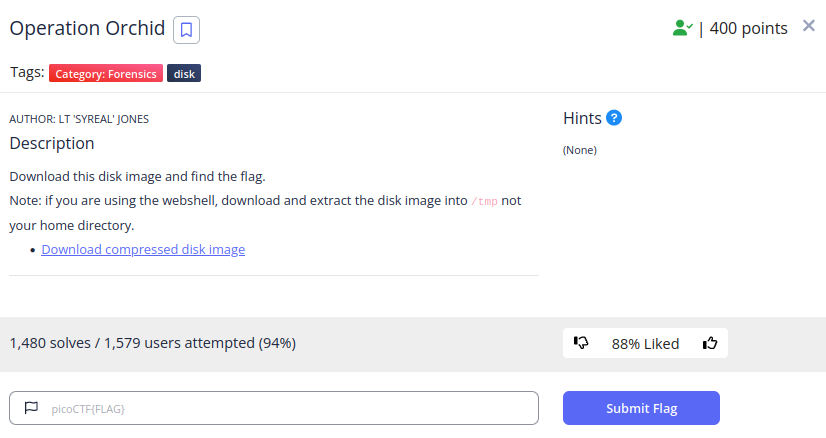 Operation Orchid
| 400 points
Tags: Category: Forensics disk
AUTHOR: LT 'SYREAL' JONES
Description
Download this disk image and find the flag.
Note: if you are using the webshell, download and extract the disk image into /tmp not
your home directory.
• Download compressed disk image
Hints ?
(None)
1,480 solves / 1,579 users attempted (94%)
88% Liked
picoCTF{FLAG}
Submit Flag